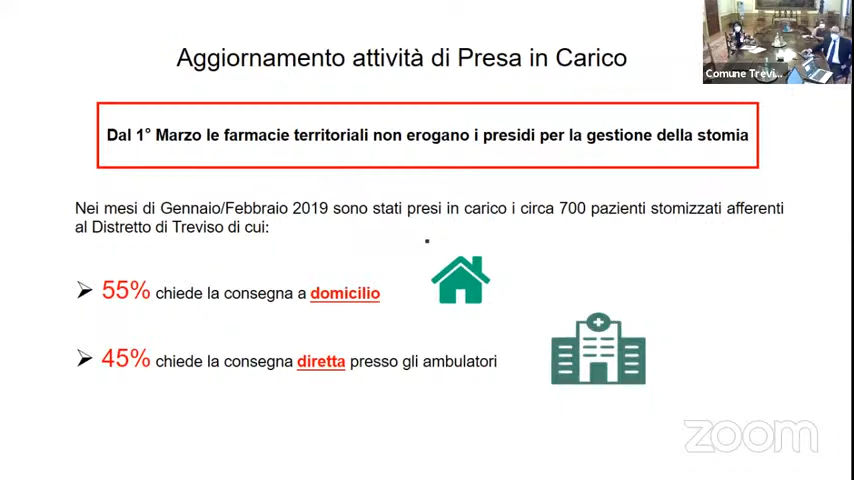 Aggiornamento attività di Presa in Carico
Comune Trevi...
Dal 1° Marzo le farmacie territoriali non erogano i presidi per la gestione della stomia
Nei mesi di Gennaio/Febbraio 2019 sono stati presi in carico i circa 700 pazienti stomizzati afferenti
al Distretto di Treviso di cui:
55% chiede la consegna a domicilio
45% chiede la consegna diretta presso gli ambulatori
zoom